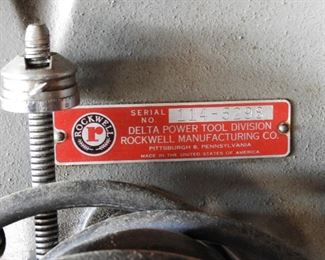 SERIAL
NO
114-5298
ROCKWELL
R
DELTA POWER TOOL DIVISION
ROCKWELL MANUFACTURING CO.
PITTSBURGH 8, PENNSYLVANIA
MADE IN THE UNITED STATES OF AMERICA